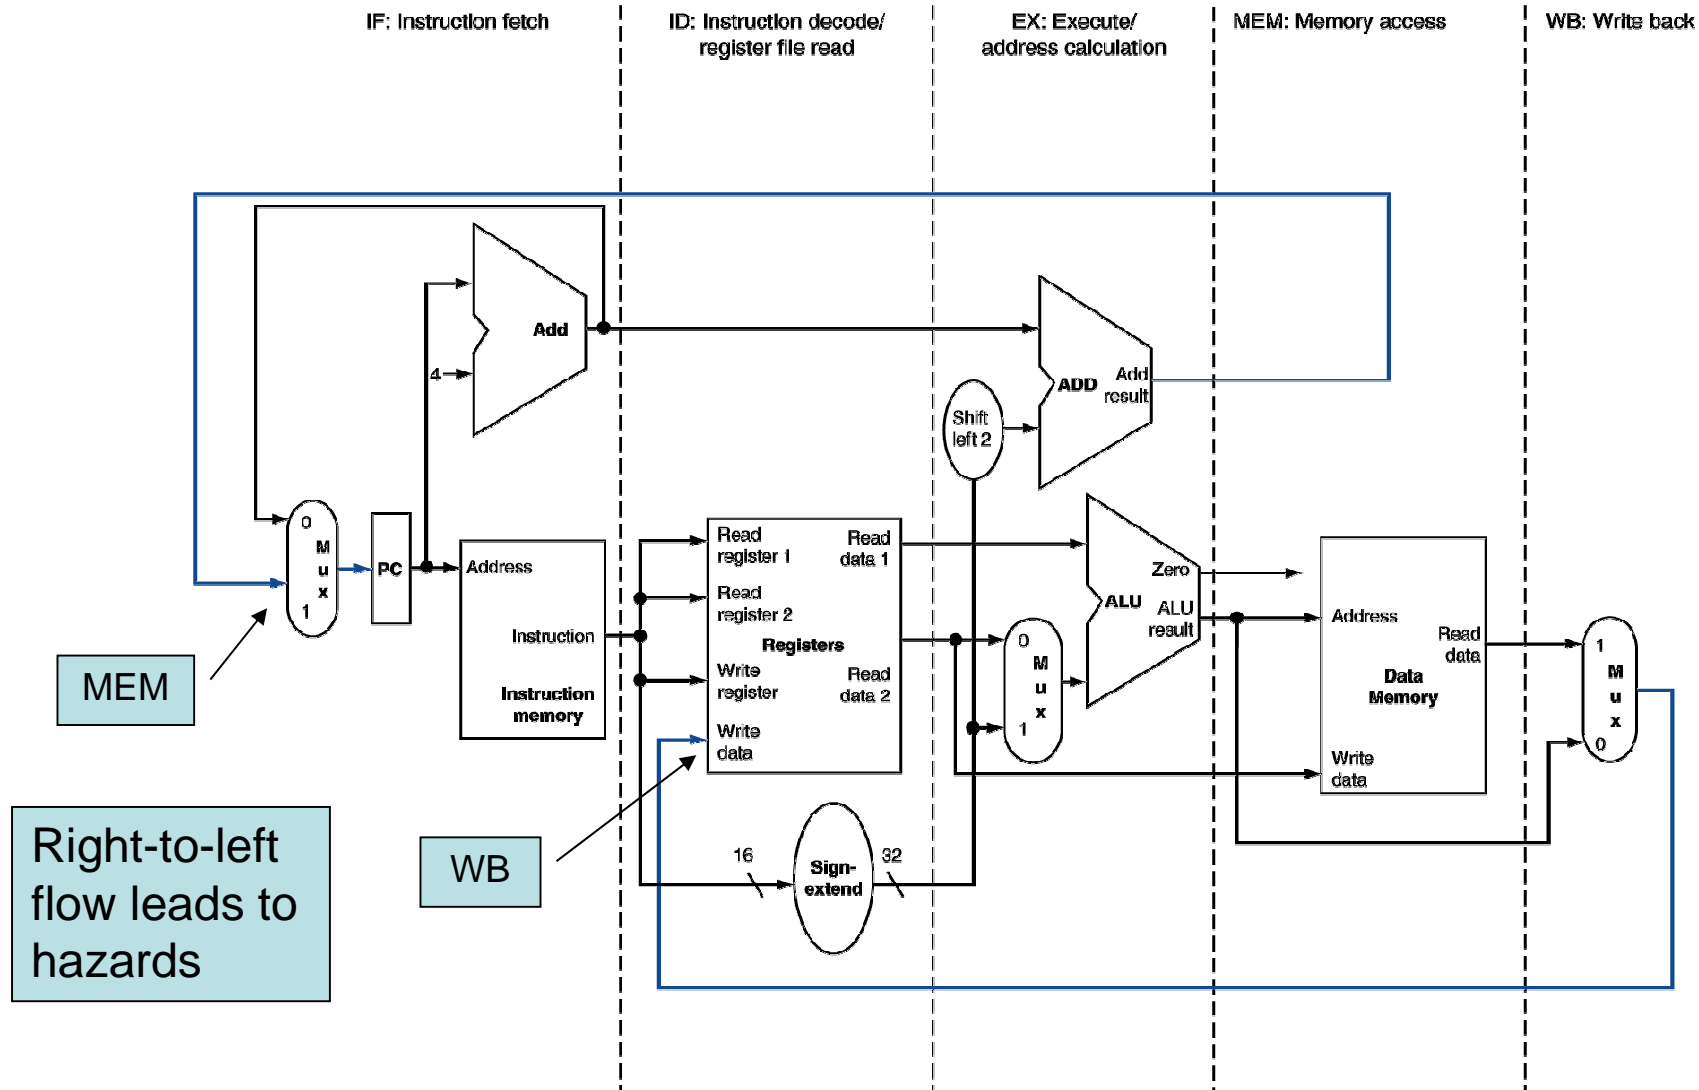 IF: Instruction fetch
ID: Instruction decode/
register file read
EX: Execute/
address calculation
MEM: Memory access
WB: Write back
Add
4
ADD
Add
result
Shift
left 2
0
M
u
x
1
PC
Address
Instruction
Instruction
memory
Read
register 1
Read
data 1
Read
register 2
Registers
Write
register
Read
data 2
Write
data
0
M
u
x
1
Zero
ALU
ALU
result
Address
Read
data
Data
Memory
Write
data
1
M
u
x
0
MEM
WB
16
Sign-
extend
32
Right-to-left
flow leads to
hazards